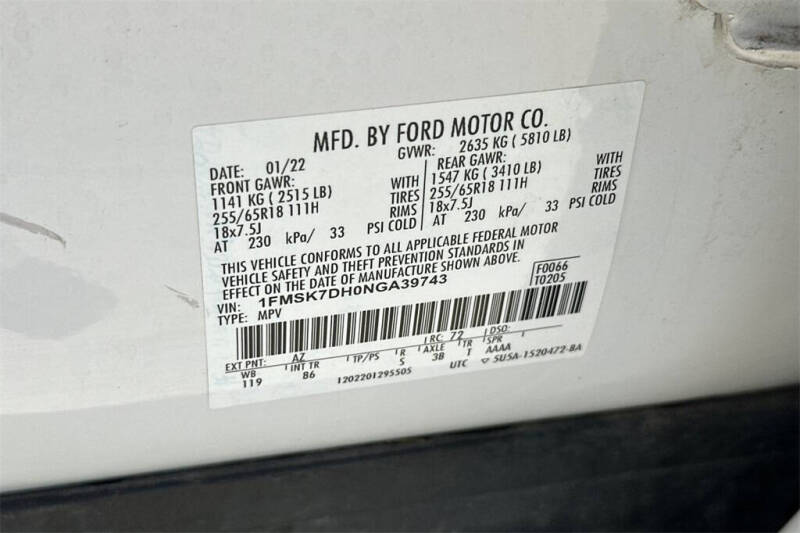 MFD. BY FORD MOTOR CO.
DATE: 01/22 GVWR: 2635 KG ( 5810 LB)
FRONT GAWR: REAR GAWR:
1141 KG ( 2515 LB) WITH 1547 KG ( 3410 LB) WITH
255/65R18 111H TIRES 255/65R18 111H TIRES
18x7.5J RIMS 18x7.5J RIMS
AT 230 kPa/ 33 PSI COLD AT 230 kPa/ 33 PSI COLD
THIS VEHICLE CONFORMS TO ALL APPLICABLE FEDERAL MOTOR
VEHICLE SAFETY AND THEFT PREVENTION STANDARDS IN
EFFECT ON THE DATE OF MANUFACTURE SHOWN ABOVE.
VIN: 1FMSK7DH0NGA39743 F0066
TYPE: MPV T0205
EXT PNT: AZ RC: 72 DSO:
WB INT TR TP/PS R AXLE TR SPR
119 86 S 3B T AAAA
1202201295505 UTC 5U5A-1520472-BA